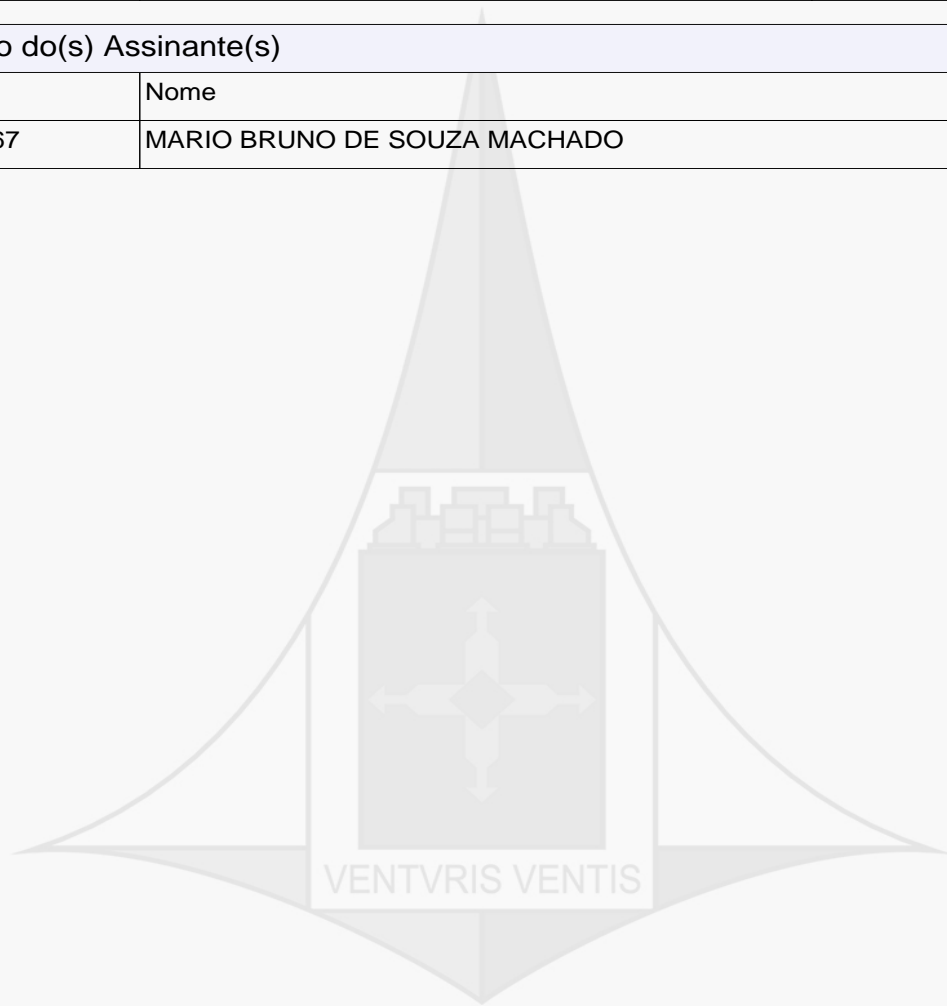 o do(s) Assinante(s)
Nome
67 MARIO BRUNO DE SOUZA MACHADO
VENTVRIS VENTIS